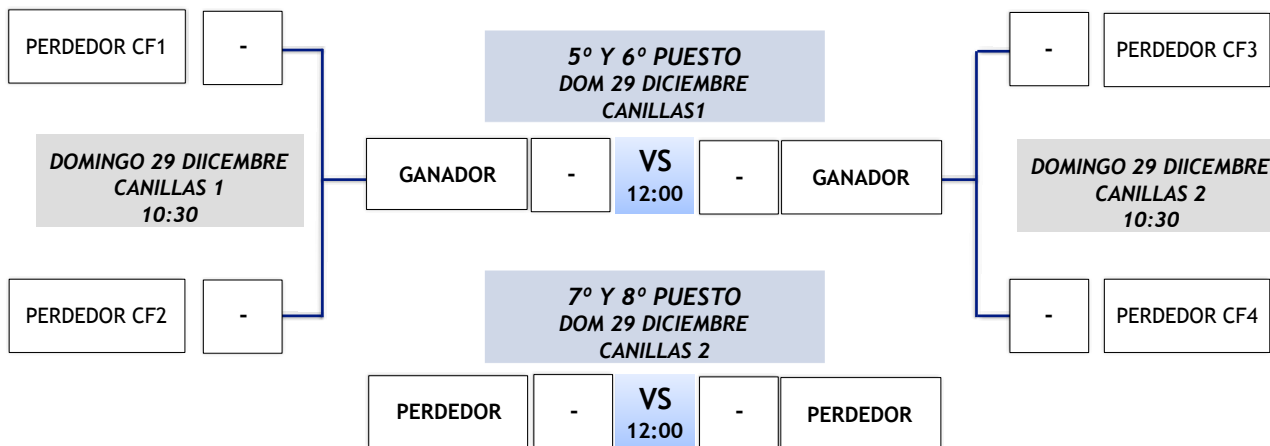 PERDEDOR CF1
-
5º Y 6º PUESTO
DOM 29 DICIEMBRE
CANILLAS1
-
PERDEDOR CF3
DOMINGO 29 DIICEMBRE
CANILLAS 1
10:30
GANADOR
-
VS
12:00
-
GANADOR
DOMINGO 29 DIICEMBRE
CANILLAS 2
10:30
PERDEDOR CF2
-
7º Y 8º PUESTO
DOM 29 DICIEMBRE
CANILLAS 2
-
PERDEDOR CF4
PERDEDOR
-
VS
12:00
-
PERDEDOR